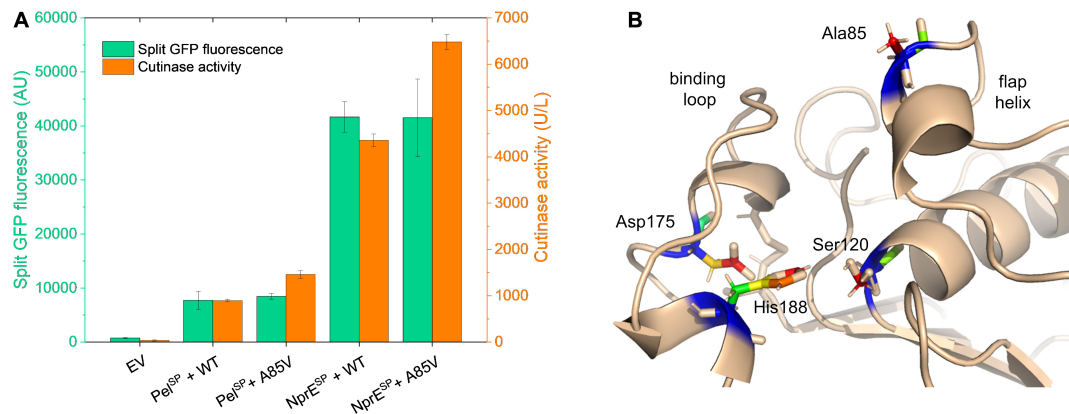 A
Split GFP fluorescence
Cutinase activity
Split GFP fluorescence (AU)
60000
50000
40000
30000
20000
10000
0
Cutinase activity (U/L)
7000
6000
5000
4000
3000
2000
1000
0
EV
Pel^SP + WT
Pel^SP + A85V
NprE^SP + WT
NprE^SP + A85V
B
Ala85
binding
loop
flap
helix
Asp175
Ser120
His188